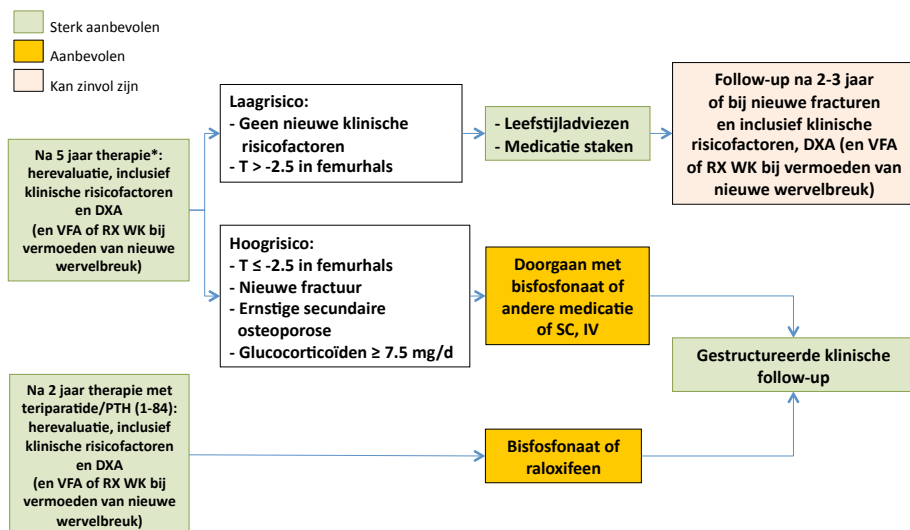 Sterk aanbevolen
Aanbevolen
Kan zinvol zijn
Na 5 jaar therapie*:
herevaluatie, inclusief
klinische risicofactoren
en DXA
(en VFA of RX WK bij
vermoeden van nieuwe
wervelbreuk)
Laagrisico:
- Geen nieuwe klinische
risicofactoren
- T > -2.5 in femurhals
- Leefstijladviezen
- Medicatie staken
Follow-up na 2-3 jaar
of bij nieuwe fracturen
en inclusief klinische
risicofactoren, DXA (en VFA
of RX WK bij vermoeden van
nieuwe wervelbreuk)
Hoogrisico:
- T ≤ -2.5 in femurhals
- Nieuwe fractuur
- Ernstige secundaire
osteoporose
- Glucocorticoïden ≥ 7.5 mg/d
Doorgaan met
bisfosfonaat of
andere medicatie
of SC, IV
Gestructureerde klinische
follow-up
Na 2 jaar therapie met
teriparatide/PTH (1-84):
herevaluatie, inclusief
klinische risicofactoren
en DXA
(en VFA of RX WK bij
vermoeden van nieuwe
wervelbreuk)
Bisfosfonaat of
raloxifeen